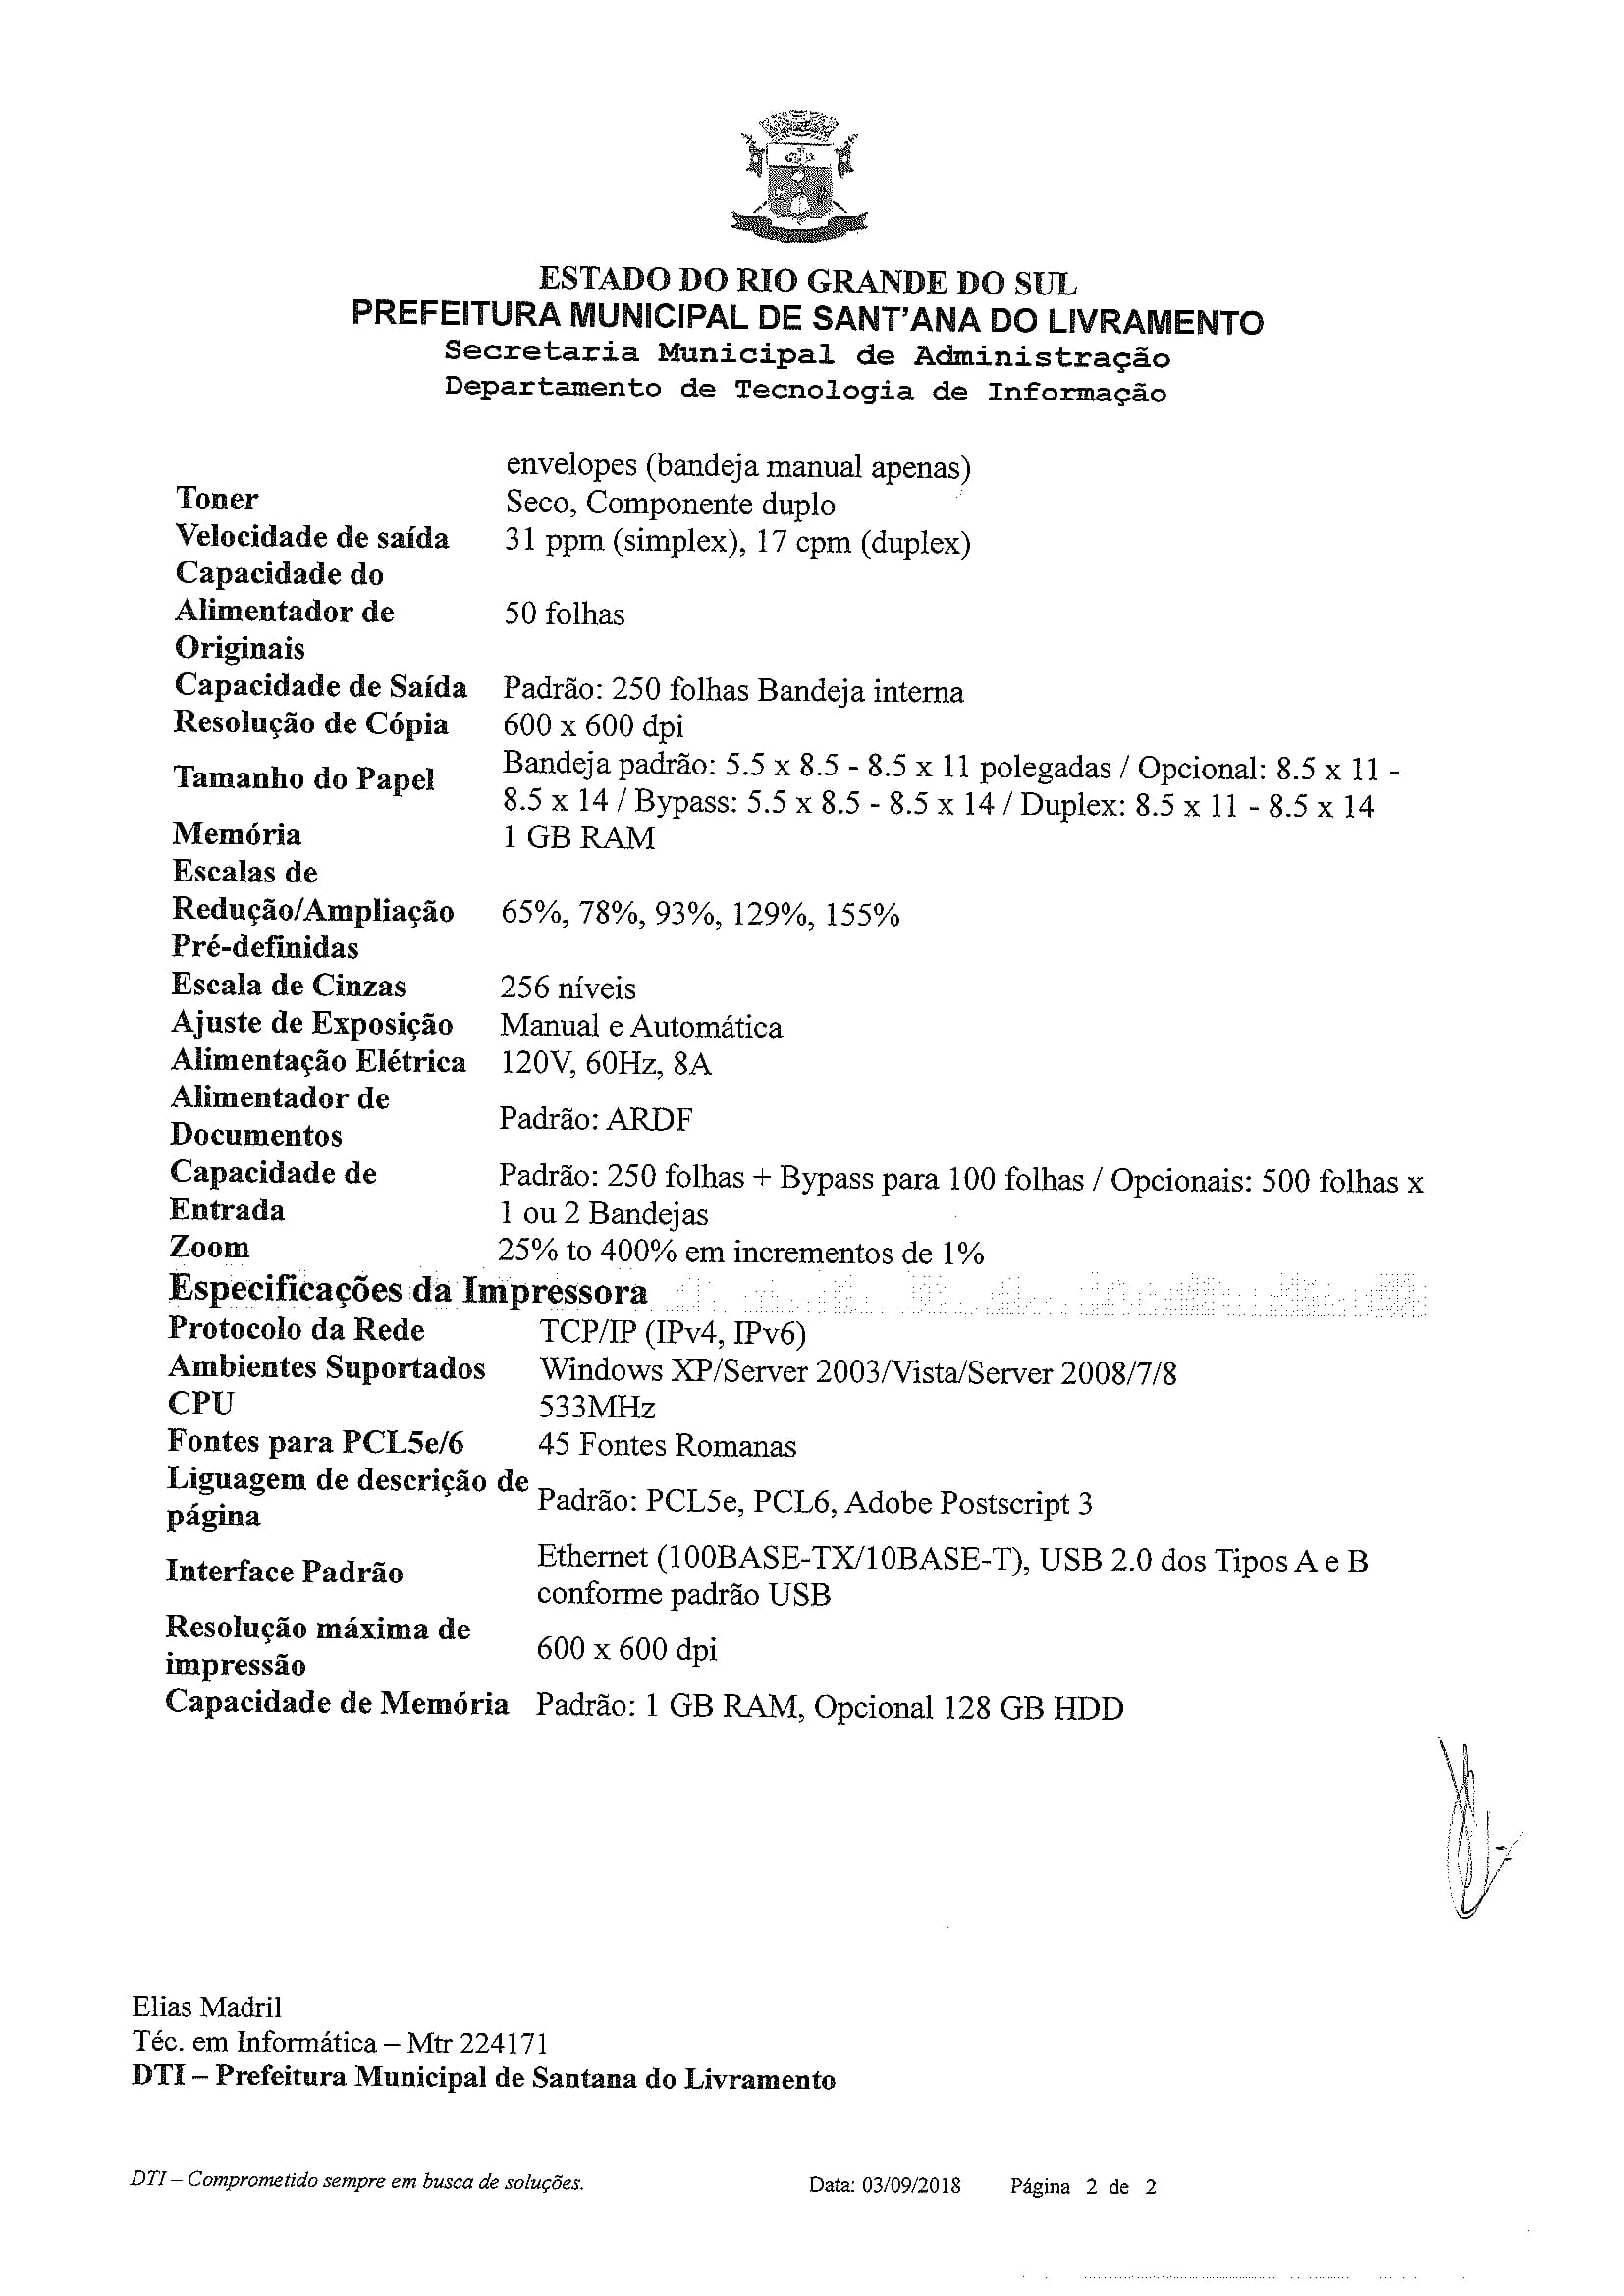 ESTADO DO RIO GRANDE DO SUL
PREFEITURA MUNICIPAL DE SANT'ANA DO LIVRAMENTO
Secretaria Municipal de Administração
Departamento de Tecnologia de Informação
envelopes (bandeja manual apenas)
Toner Seco, Componente duplo
Velocidade de saída 31 ppm (simplex), 17 cpm (duplex)
Capacidade do
Alimentador de 50 folhas
Originais
Capacidade de Saída Padrão: 250 folhas Bandeja interna
Resolução de Cópia 600 x 600 dpi
Tamanho do Papel Bandeja padrão: 5.5 x 8.5 - 8.5 x 11 polegadas / Opcional: 8.5 x 11 -
8.5 x 14 / Bypass: 5.5 x 8.5 - 8.5 x 14 / Duplex: 8.5 x 11 - 8.5 x 14
Memória 1 GB RAM
Escalas de
Redução/Ampliação 65%, 78%, 93%, 129%, 155%
Pré-definidas
Escala de Cinzas 256 níveis
Ajuste de Exposição Manual e Automática
Alimentação Elétrica 120V, 60Hz, 8A
Alimentador de
Documentos Padrão: ARDF
Capacidade de Padrão: 250 folhas + Bypass para 100 folhas / Opcionais: 500 folhas x
Entrada 1 ou 2 Bandejas
Zoom 25% to 400% em incrementos de 1%
Especificações da Impressora
Protocolo da Rede TCP/IP (IPv4, IPv6)
Ambientes Suportados Windows XP/Server 2003/Vista/Server 2008/7/8
CPU 533MHz
Fontes para PCL5e/6 45 Fontes Romanas
Liguagem de descrição de
página Padrão: PCL5e, PCL6, Adobe Postscript 3
Interface Padrão Ethernet (100BASE-TX/10BASE-T), USB 2.0 dos Tipos A e B
conforme padrão USB
Resolução máxima de
impressão 600 x 600 dpi
Capacidade de Memória Padrão: 1 GB RAM, Opcional 128 GB HDD
Elias Madril
Téc. em Informática – Mtr 224171
DTI – Prefeitura Municipal de Santana do Livramento
DTI – Comprometido sempre em busca de soluções. Data: 03/09/2018 Página 2 de 2